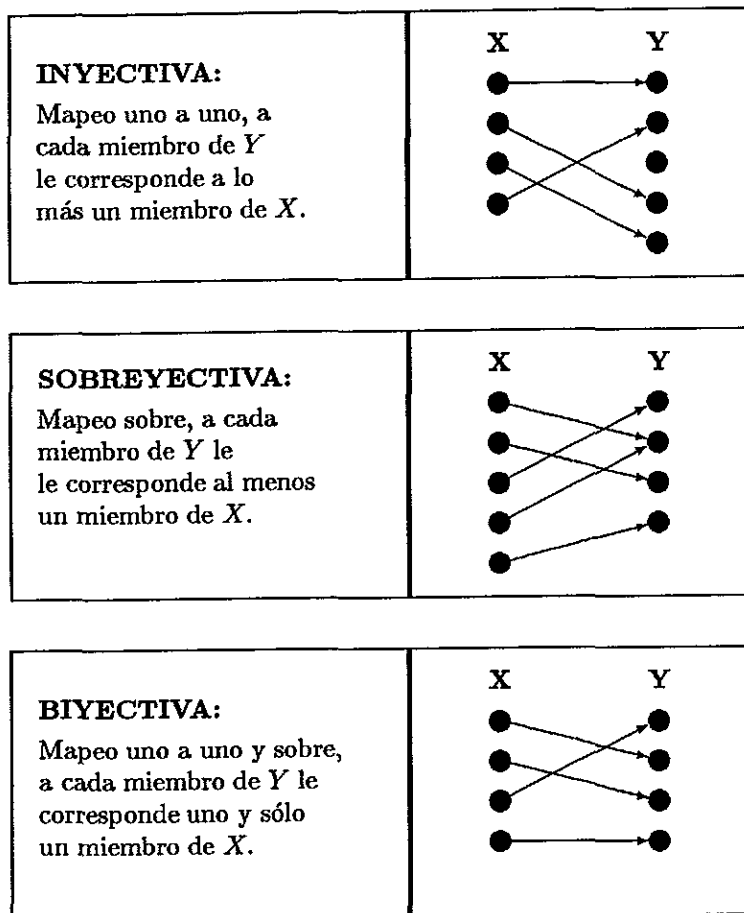 INYECTIVA:
Mapeo uno a uno, a
cada miembro de Y
le corresponde a lo
más un miembro de X.
X Y
SOBREYECTIVA:
Mapeo sobre, a cada
miembro de Y le
le corresponde al menos
un miembro de X.
X Y
BIYECTIVA:
Mapeo uno a uno y sobre,
a cada miembro de Y le
corresponde uno y sólo
un miembro de X.
X Y